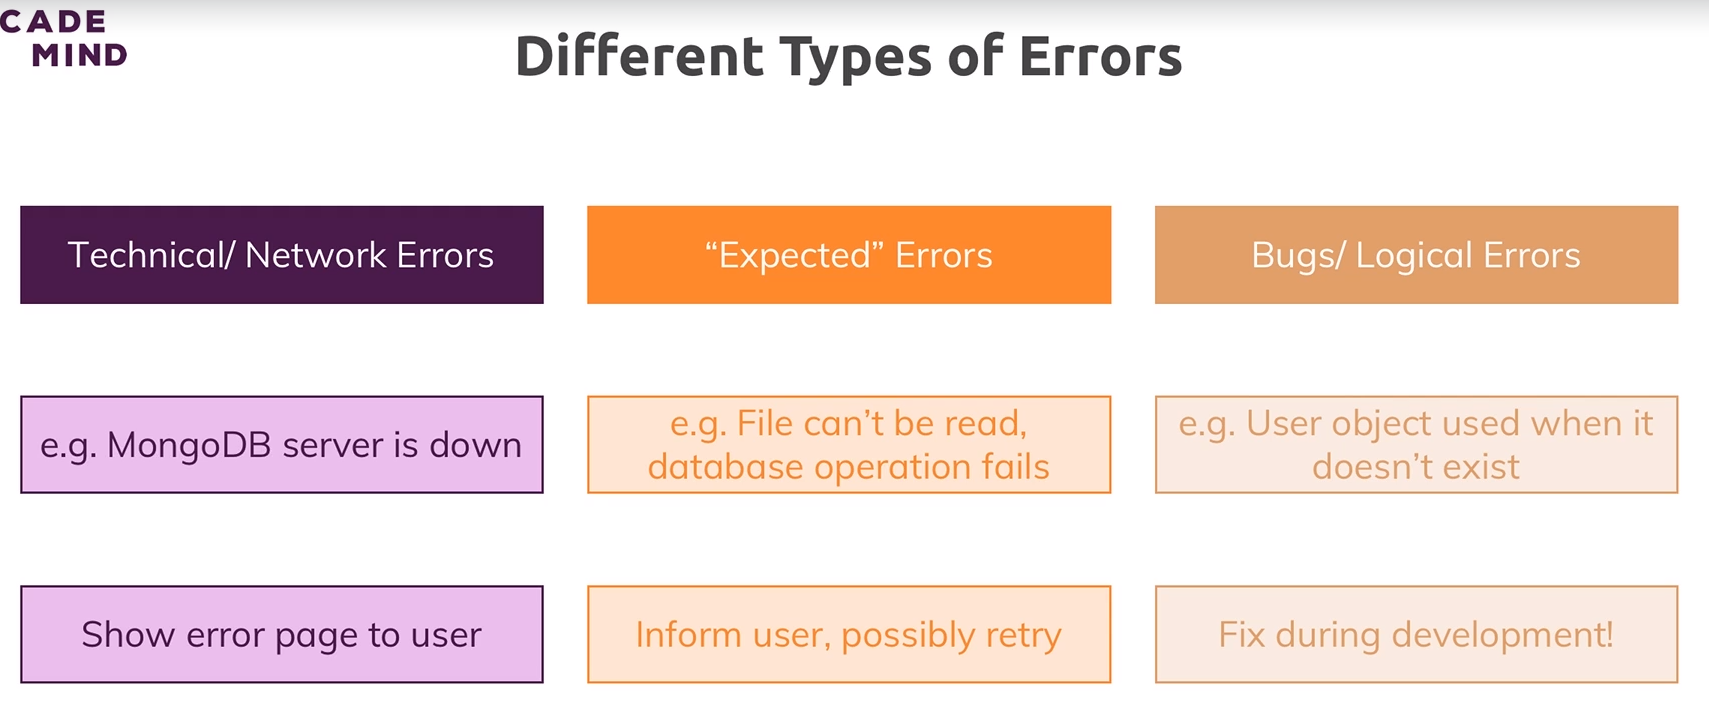 CADE
MIND
Different Types of Errors
Technical/ Network Errors
“Expected” Errors
Bugs/ Logical Errors
e.g. MongoDB server is down
e.g. File can’t be read,
database operation fails
e.g. User object used when it
doesn’t exist
Show error page to user
Inform user, possibly retry
Fix during development!